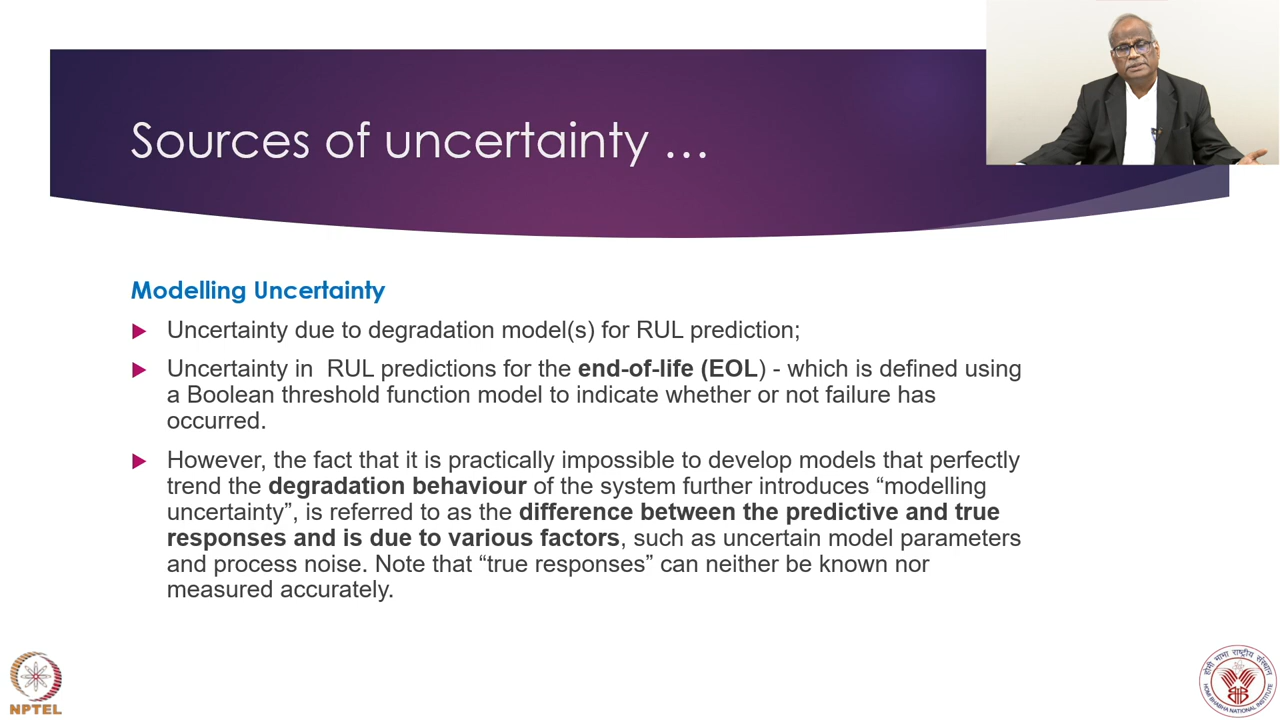 Sources of uncertainty ...
Modelling Uncertainty
Uncertainty due to degradation model(s) for RUL prediction;
Uncertainty in RUL predictions for the end-of-life (EOL) - which is defined using
a Boolean threshold function model to indicate whether or not failure has
occurred.
However, the fact that it is practically impossible to develop models that perfectly
trend the degradation behaviour of the system further introduces “modelling
uncertainty”, is referred to as the difference between the predictive and true
responses and is due to various factors, such as uncertain model parameters
and process noise. Note that “true responses” can neither be known nor
measured accurately.
NPTEL
होमी भाभा राष्ट्रीय संस्थान
HOMI BHABHA NATIONAL INSTITUTE